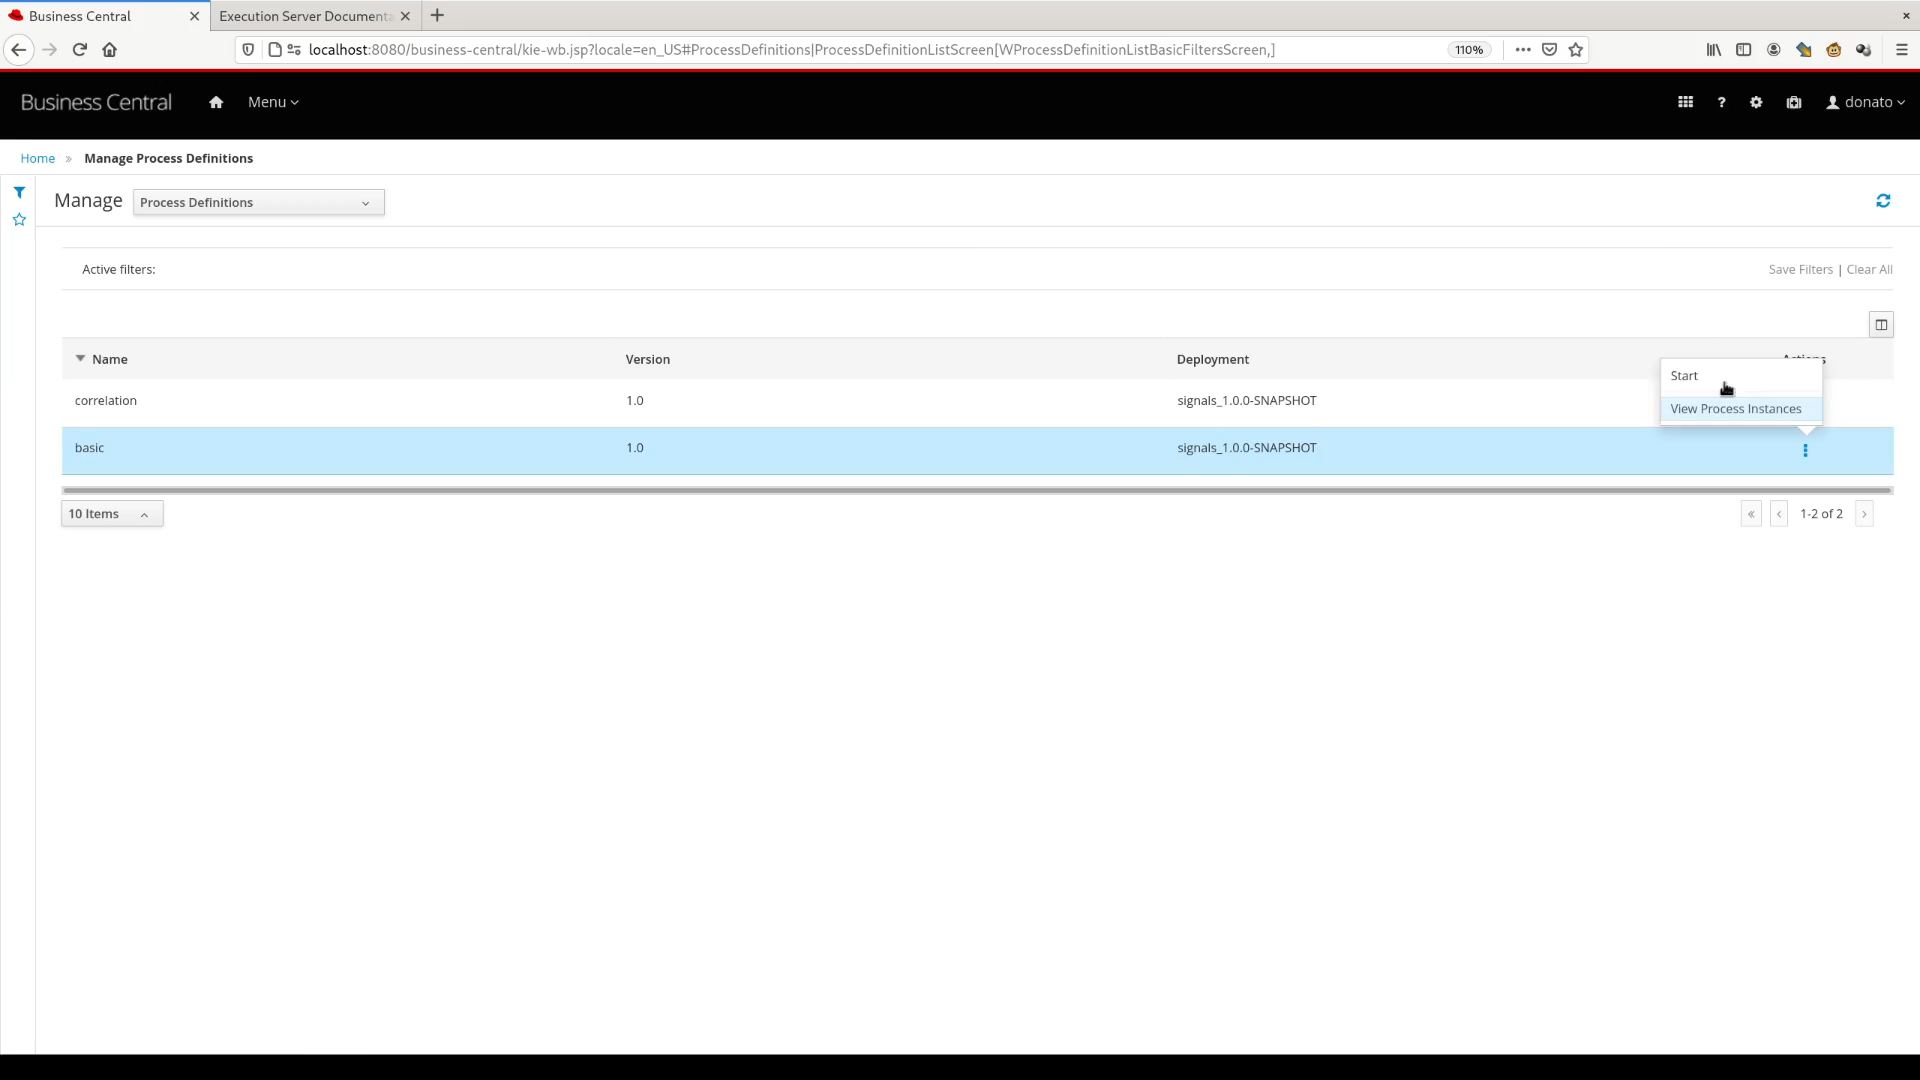 Business Central
Execution Server Document
localhost:8080/business-central/kie-wb.jsp?locale=en_US#ProcessDefinitions|ProcessDefinitionListScreen[WProcessDefinitionListBasicFiltersScreen,]
110%
Business Central
Menu
donato
Home » Manage Process Definitions
Manage
Process Definitions
Active filters:
Save Filters | Clear All
Name Version Deployment Actions
Start
correlation 1.0 signals_1.0.0-SNAPSHOT
View Process Instances
basic 1.0 signals_1.0.0-SNAPSHOT
10 Items
« ‹ 1-2 of 2 ›